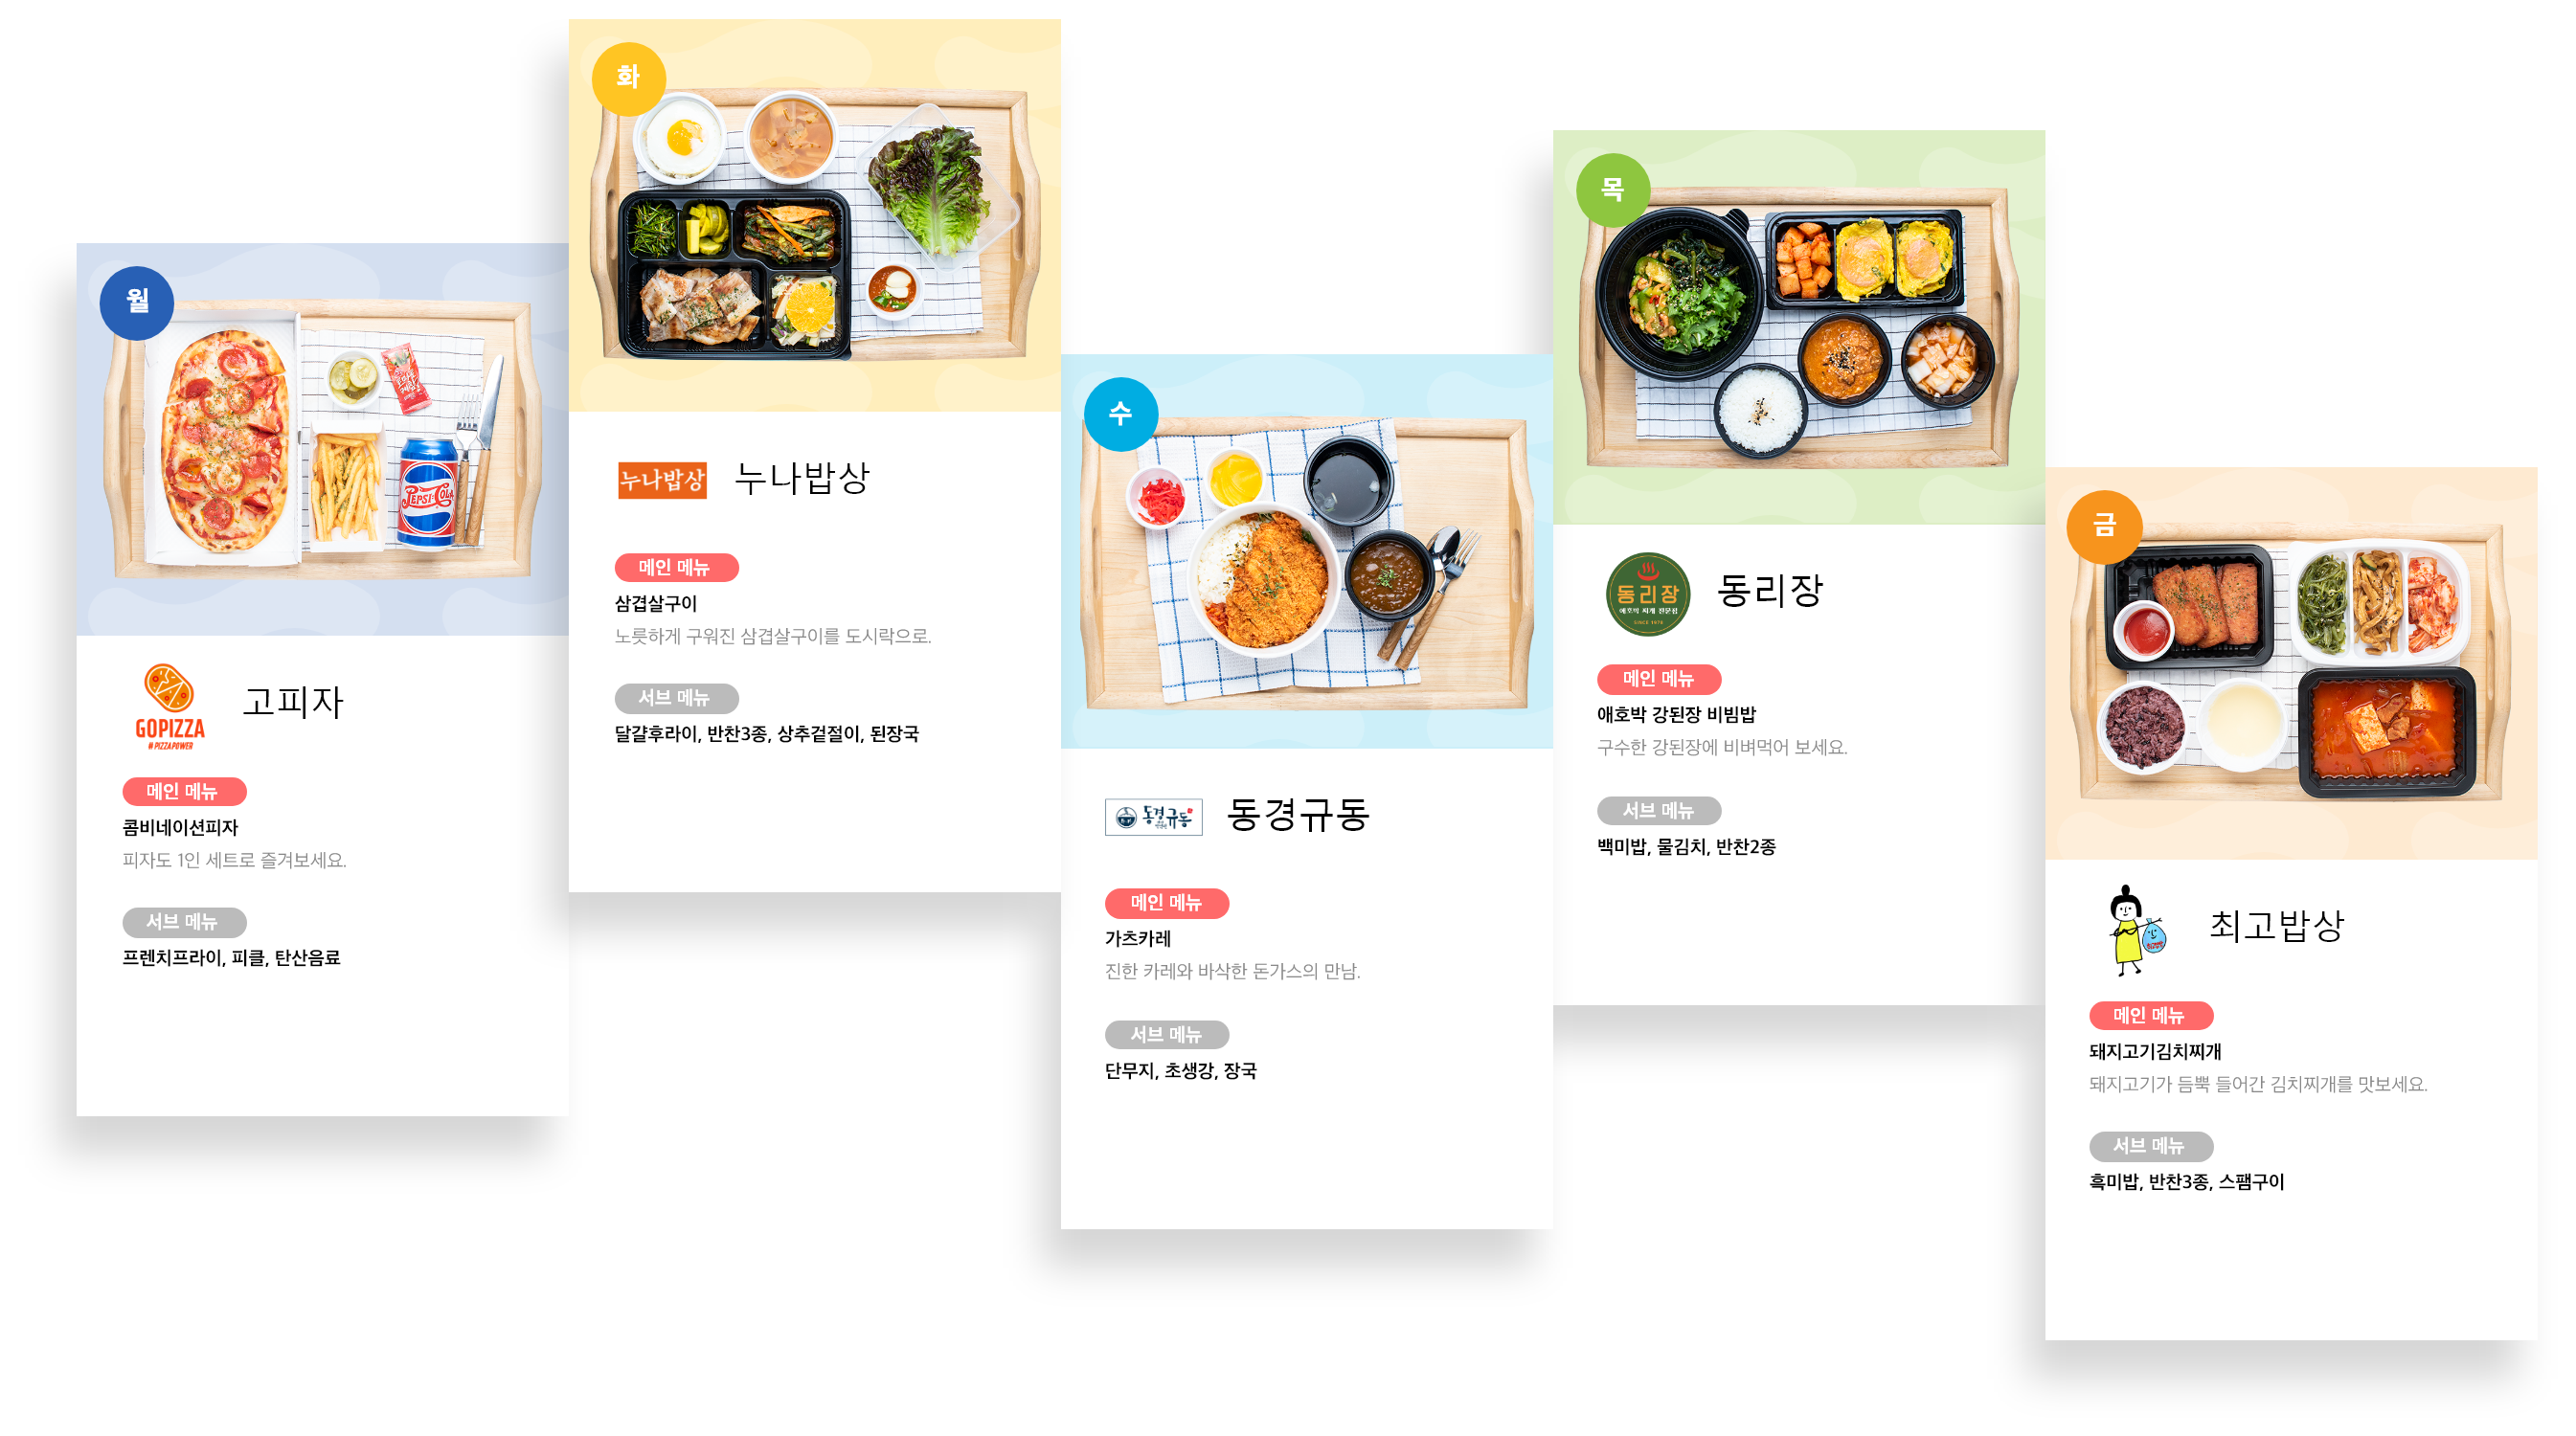 월
GOPIZZA
#PIZZAPOWER
고피자
메인 메뉴
콤비네이션피자
피자도 1인 세트로 즐겨보세요.
서브 메뉴
프렌치프라이, 피클, 탄산음료
PEPSI-COLA
화
누나밥상
누나밥상
메인 메뉴
삼겹살구이
노릇하게 구워진 삼겹살구이를 도시락으로.
서브 메뉴
달걀후라이, 반찬3종, 상추겉절이, 된장국
수
동경규동
동경규동
메인 메뉴
가츠카레
진한 카레와 바삭한 돈가스의 만남.
서브 메뉴
단무지, 초생강, 장국
목
동리장
애호박 찌개 전문점
SINCE 1976
동리장
메인 메뉴
애호박 강된장 비빔밥
구수한 강된장에 비벼먹어 보세요.
서브 메뉴
백미밥, 물김치, 반찬2종
금
최고밥상
메인 메뉴
돼지고기김치찌개
돼지고기가 듬뿍 들어간 김치찌개를 맛보세요.
서브 메뉴
흑미밥, 반찬3종, 스팸구이